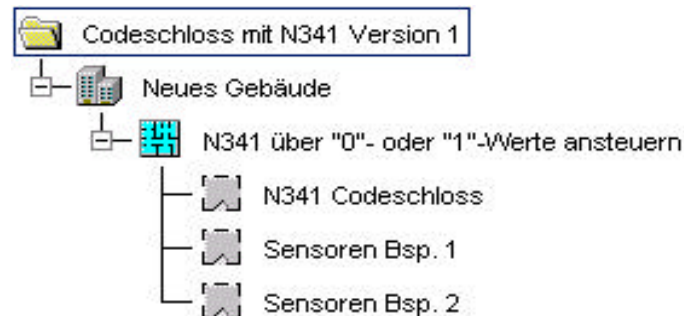 Codeschloss mit N341 Version 1
Neues Gebäude
N341 über "0"- oder "1"-Werte ansteuern
N341 Codeschloss
Sensoren Bsp. 1
Sensoren Bsp. 2